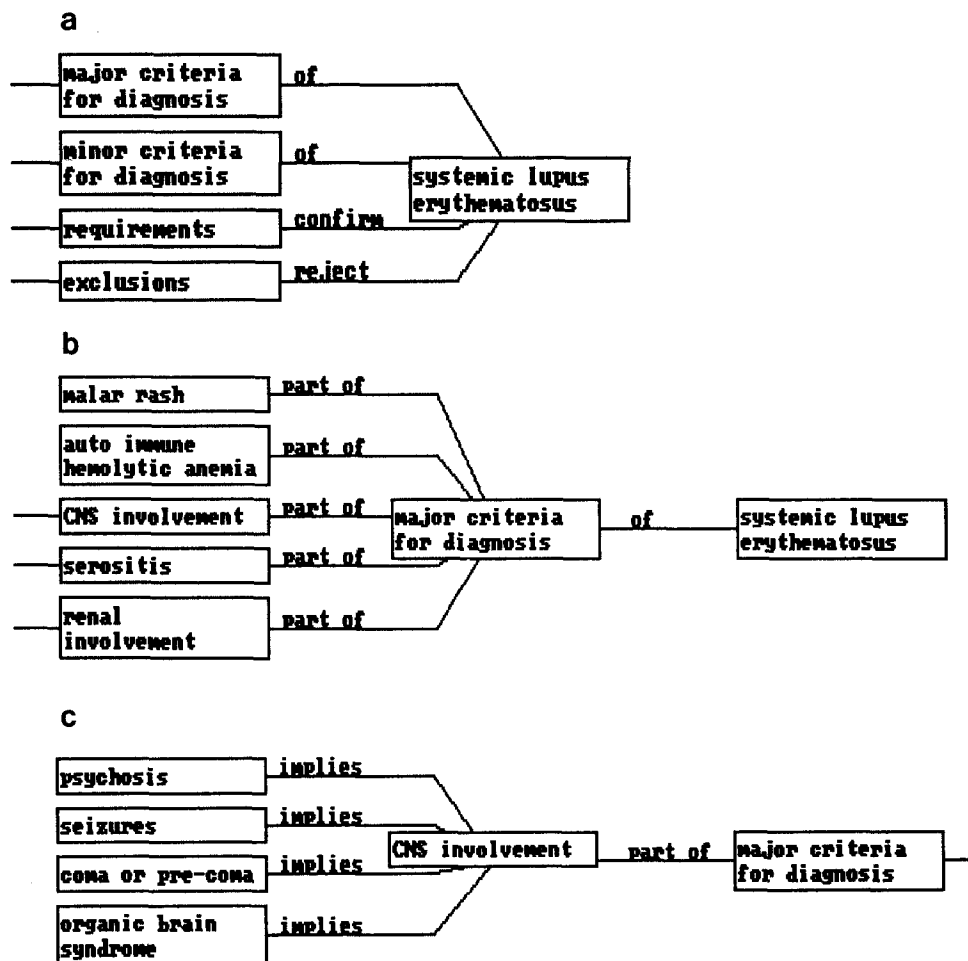 a
major criteria
for diagnosis
of
minor criteria
for diagnosis
of
systemic lupus
erythematosus
requirements
confirm
exclusions
reject
b
malar rash
part of
auto immune
hemolytic anemia
part of
CNS involvement
part of
major criteria
for diagnosis
of
systemic lupus
erythematosus
serositis
part of
renal
involvement
part of
c
psychosis
implies
seizures
implies
CNS involvement
part of
major criteria
for diagnosis
coma or pre-coma
implies
organic brain
syndrome
implies